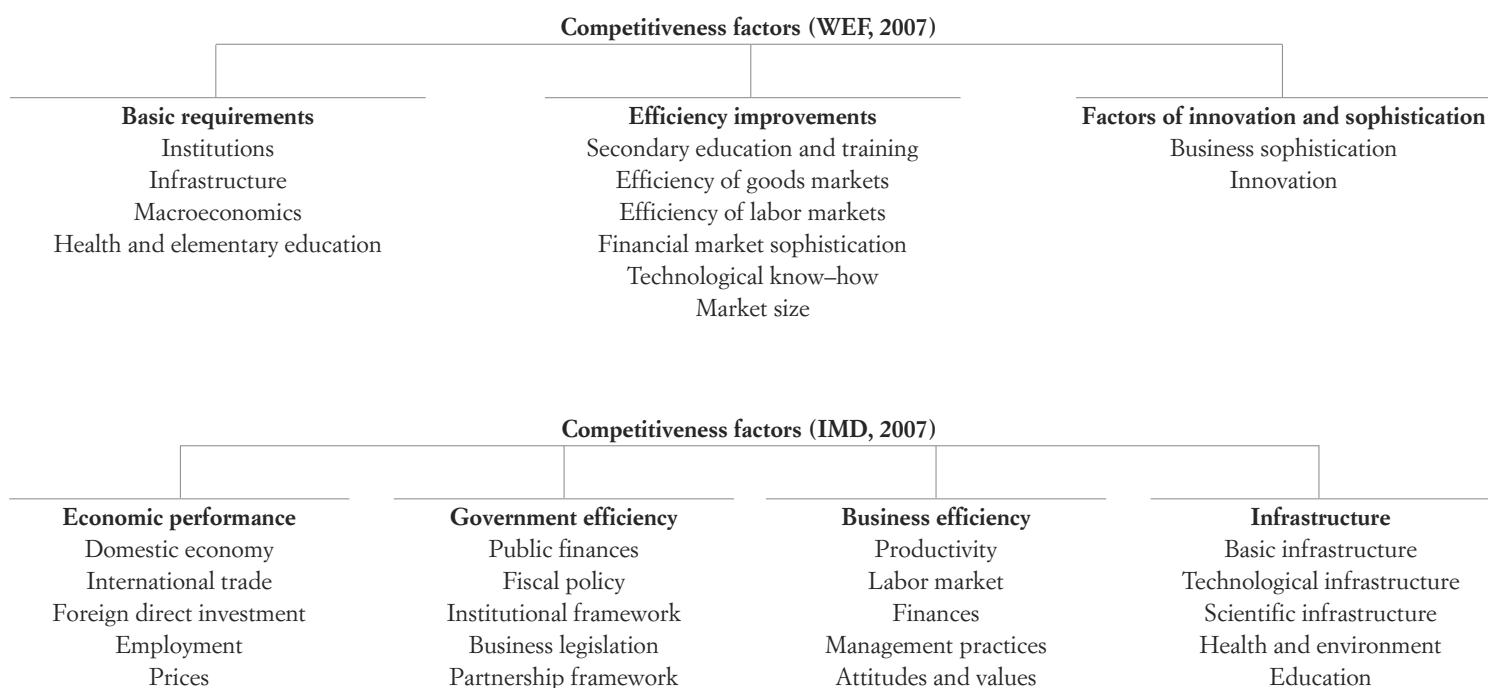 Competitiveness factors (WEF, 2007)
Basic requirements
Institutions
Infrastructure
Macroeconomics
Health and elementary education
Efficiency improvements
Secondary education and training
Efficiency of goods markets
Efficiency of labor markets
Financial market sophistication
Technological know–how
Market size
Factors of innovation and sophistication
Business sophistication
Innovation
Competitiveness factors (IMD, 2007)
Economic performance
Domestic economy
International trade
Foreign direct investment
Employment
Prices
Government efficiency
Public finances
Fiscal policy
Institutional framework
Business legislation
Partnership framework
Business efficiency
Productivity
Labor market
Finances
Management practices
Attitudes and values
Infrastructure
Basic infrastructure
Technological infrastructure
Scientific infrastructure
Health and environment
Education